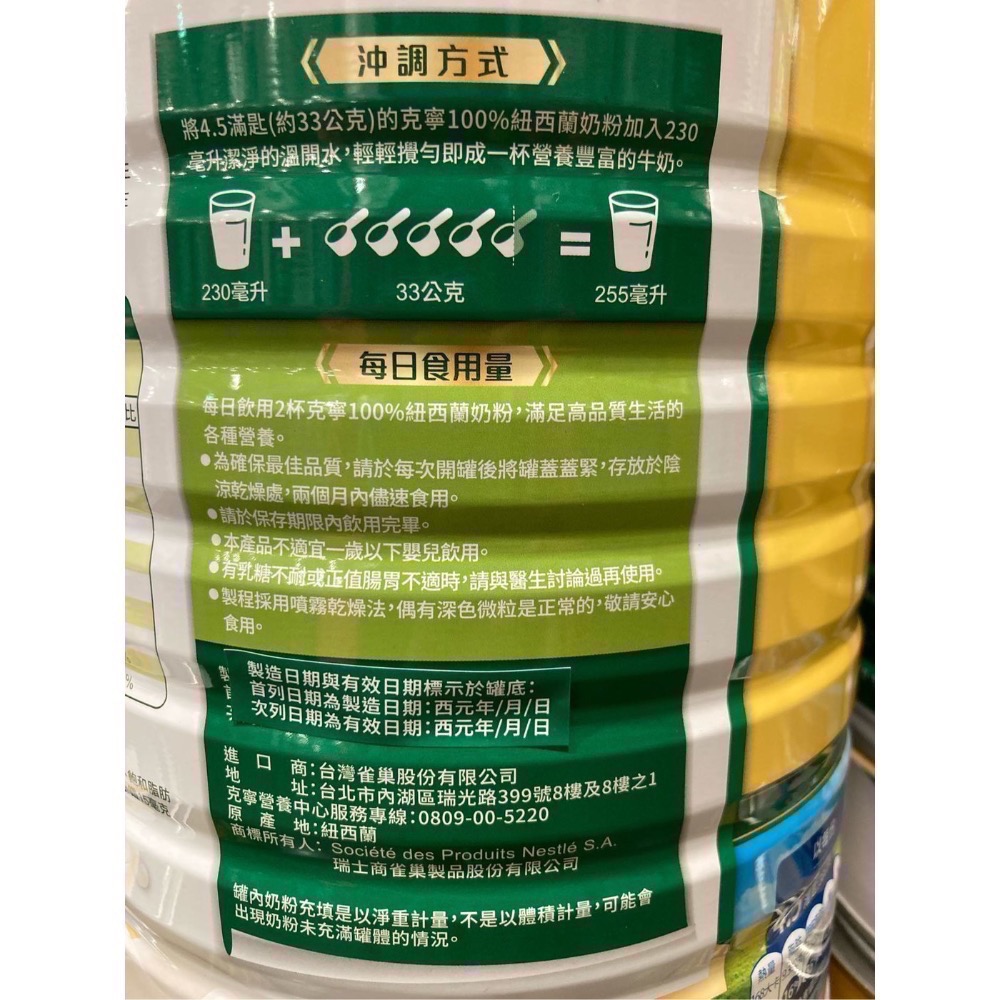 沖調方式
將4.5滿匙(約33公克)的克寧100%紐西蘭奶粉加入230
毫升潔淨的溫開水,輕輕攪勻即成一杯營養豐富的牛奶。
+ =
230毫升 33公克 255毫升
每日食用量
每日飲用2杯克寧100%紐西蘭奶粉,滿足高品質生活的
各種營養。
●為確保最佳品質,請於每次開罐後將罐蓋蓋緊,存放於陰
涼乾燥處,兩個月內儘速食用。
●請於保存期限內飲用完畢。
●本產品不適宜一歲以下嬰兒飲用。
●有乳糖不耐或正值腸胃不適時,請與醫生討論過再使用。
●製程採用噴霧乾燥法,偶有深色微粒是正常的,敬請安心
食用。
製造日期與有效日期標示於罐底:
首列日期為製造日期:西元年/月/日
次列日期為有效日期:西元年/月/日
進口商:台灣雀巢股份有限公司
地址:台北市內湖區瑞光路399號8樓及8樓之1
克寧營養中心服務專線:0809-00-5220
原產地:紐西蘭
商標所有人: Société des Produits Nestlé S.A.
瑞士商雀巢製品股份有限公司
罐內奶粉充填是以淨重計量,不是以體積計量,可能會
出現奶粉未充滿罐體的情況。
比
%
飽和脂肪
熱量